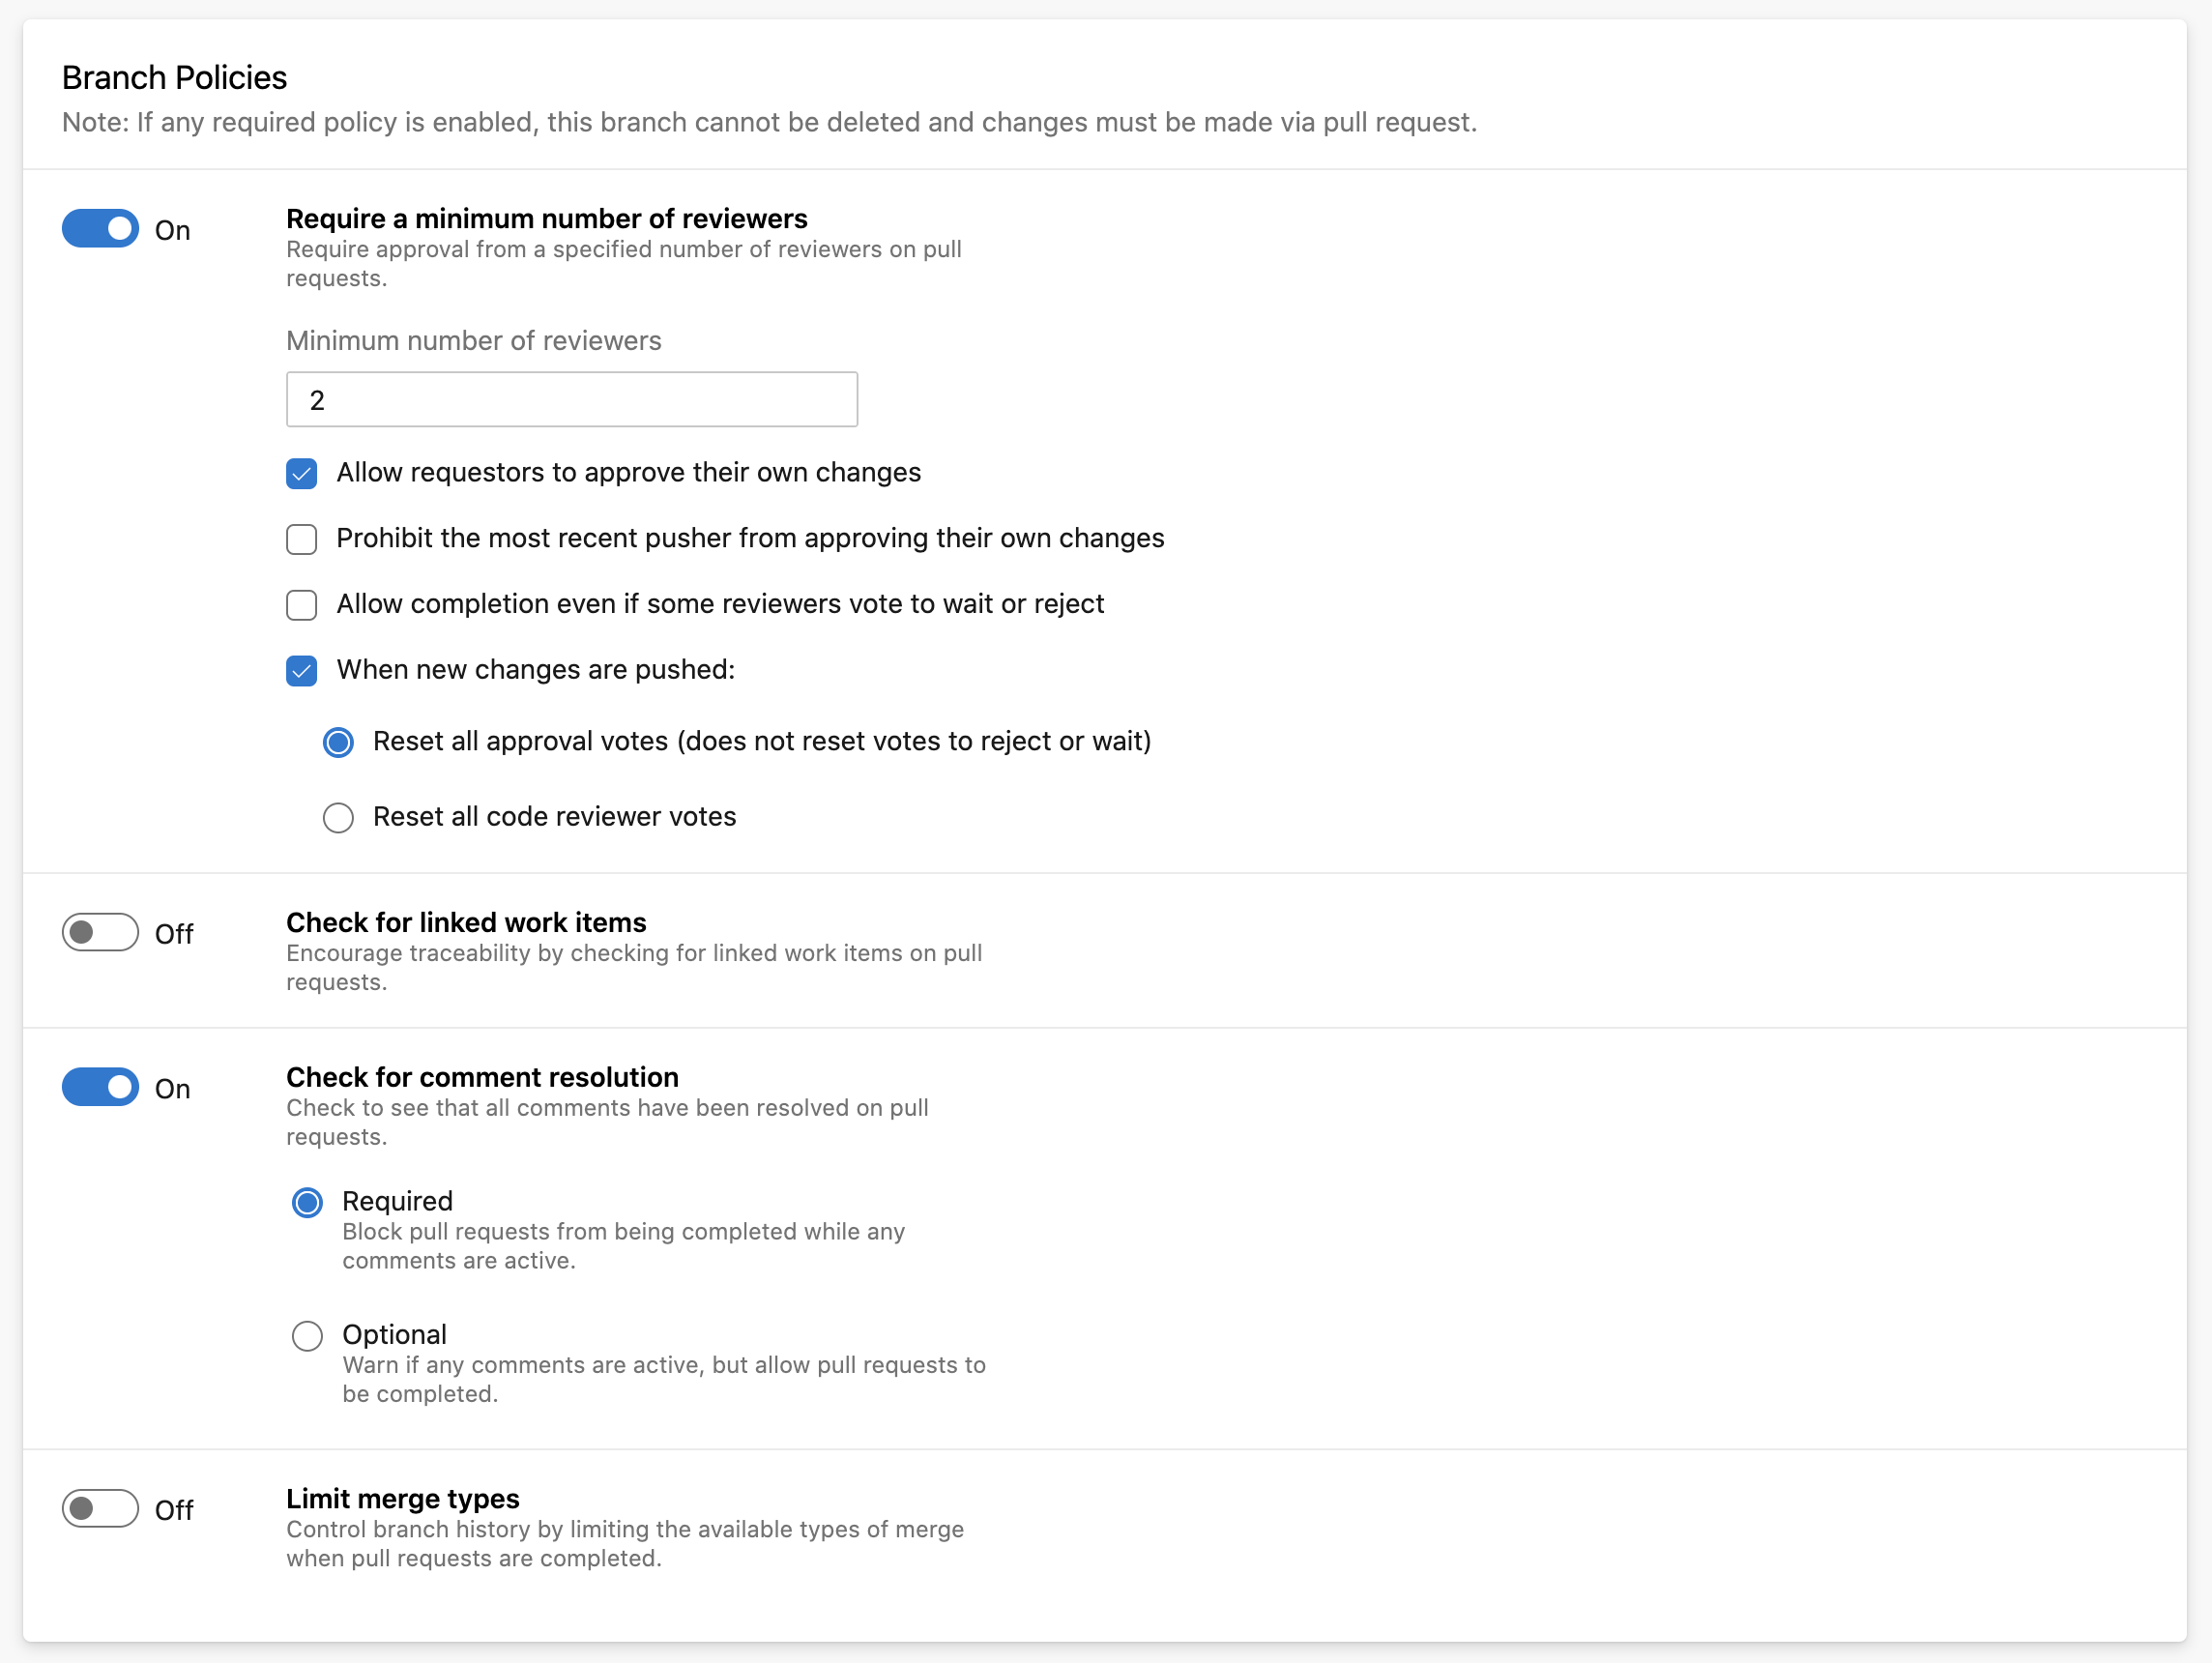 Branch Policies
Note: If any required policy is enabled, this branch cannot be deleted and changes must be made via pull request.
On
Require a minimum number of reviewers
Require approval from a specified number of reviewers on pull
requests.
Minimum number of reviewers
2
Allow requestors to approve their own changes
Prohibit the most recent pusher from approving their own changes
Allow completion even if some reviewers vote to wait or reject
When new changes are pushed:
Reset all approval votes (does not reset votes to reject or wait)
Reset all code reviewer votes
Off
Check for linked work items
Encourage traceability by checking for linked work items on pull
requests.
On
Check for comment resolution
Check to see that all comments have been resolved on pull
requests.
Required
Block pull requests from being completed while any
comments are active.
Optional
Warn if any comments are active, but allow pull requests to
be completed.
Off
Limit merge types
Control branch history by limiting the available types of merge
when pull requests are completed.